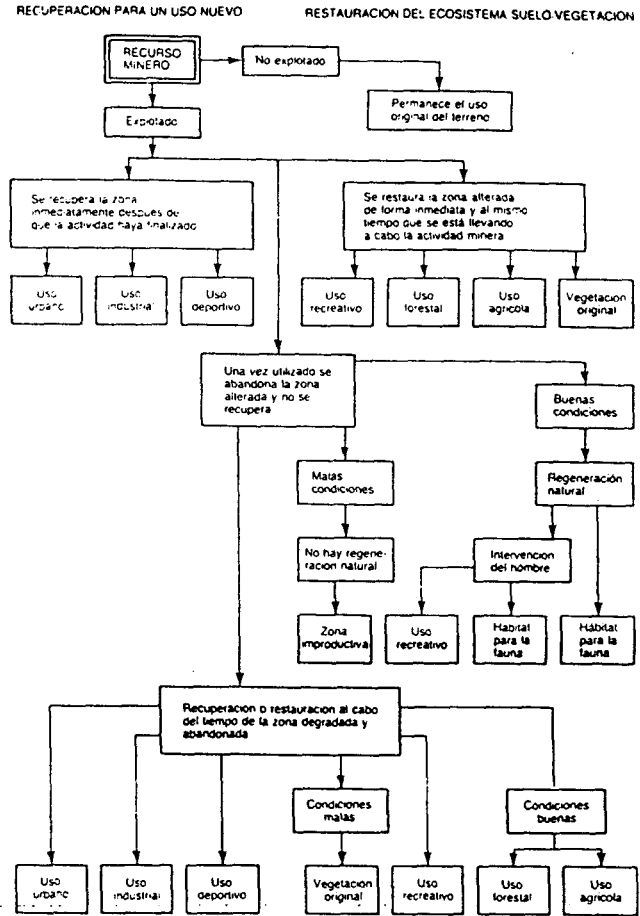 RECUPERACION PARA UN USO NUEVO
RESTAURACION DEL ECOSISTEMA SUELO-VEGETACION
RECURSO
MINERO
No explotado
Permanece el uso
original del terreno
Explotado
Se recupera la zona
inmediatamente después de
que la actividad haya finalizado
Se restaura la zona alterada
de forma inmediata y al mismo
tiempo que se está llevando
a cabo la actividad minera
Uso
urbano
Uso
industrial
Uso
deportivo
Uso
recreativo
Uso
forestal
Uso
agricola
Vegetacion
original
Una vez utilizado se
abandona la zona
alterada y no se
recupera
Buenas
condiciones
Malas
condiciones
Regeneración
natural
No hay regene-
racion natural
Intervencion
del hombre
Zona
improductiva
Uso
recreativo
Habitat
para la
fauna
Hábitat
para la
fauna
Recuperacion o restauración al cabo
del tiempo de la zona degradada y
abandonada
Condiciones
malas
Condiciones
buenas
Uso
urbano
Uso
industrial
Uso
deportivo
Vegetación
original
Uso
recreativo
Uso
forestal
Uso
agricola